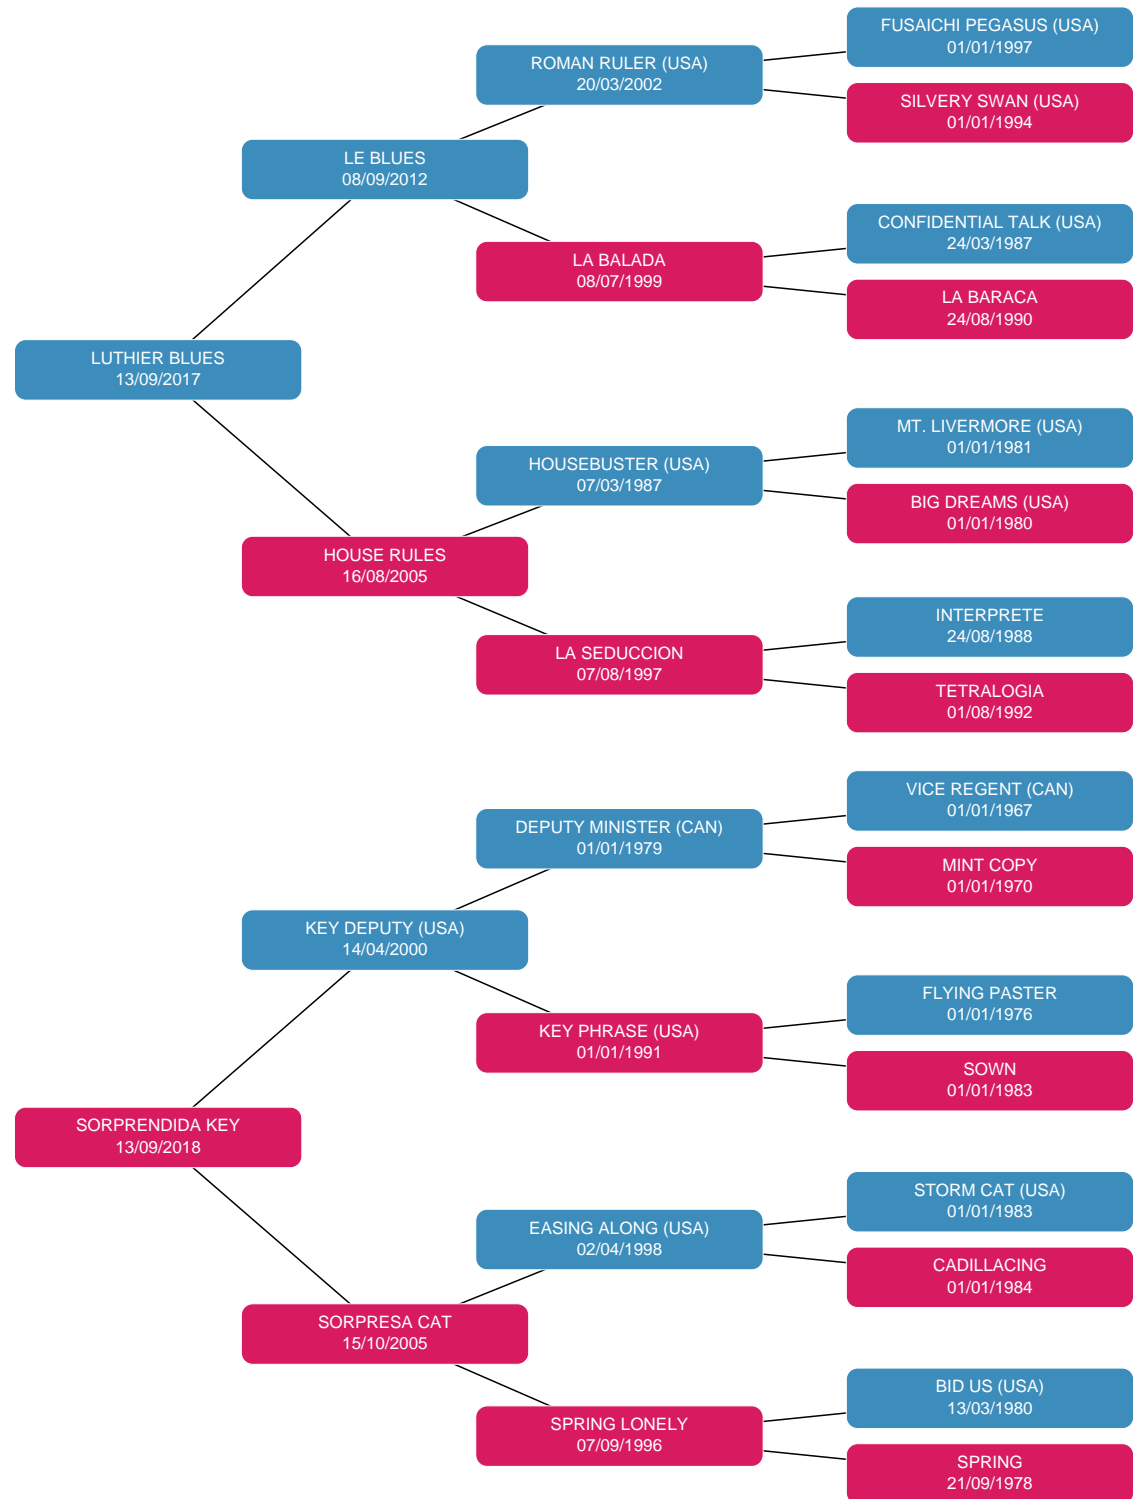 FUSAICHI PEGASUS (USA)
01/01/1997
ROMAN RULER (USA)
20/03/2002
SILVERY SWAN (USA)
01/01/1994
LE BLUES
08/09/2012
CONFIDENTIAL TALK (USA)
24/03/1987
LA BALADA
08/07/1999
LA BARACA
24/08/1990
LUTHIER BLUES
13/09/2017
MT. LIVERMORE (USA)
01/01/1981
HOUSEBUSTER (USA)
07/03/1987
BIG DREAMS (USA)
01/01/1980
HOUSE RULES
16/08/2005
INTERPRETE
24/08/1988
LA SEDUCCION
07/08/1997
TETRALOGIA
01/08/1992
VICE REGENT (CAN)
01/01/1967
DEPUTY MINISTER (CAN)
01/01/1979
MINT COPY
01/01/1970
KEY DEPUTY (USA)
14/04/2000
FLYING PASTER
01/01/1976
KEY PHRASE (USA)
01/01/1991
SOWN
01/01/1983
SORPRENDIDA KEY
13/09/2018
STORM CAT (USA)
01/01/1983
EASING ALONG (USA)
02/04/1998
CADILLACING
01/01/1984
SORPRESA CAT
15/10/2005
BID US (USA)
13/03/1980
SPRING LONELY
07/09/1996
SPRING
21/09/1978